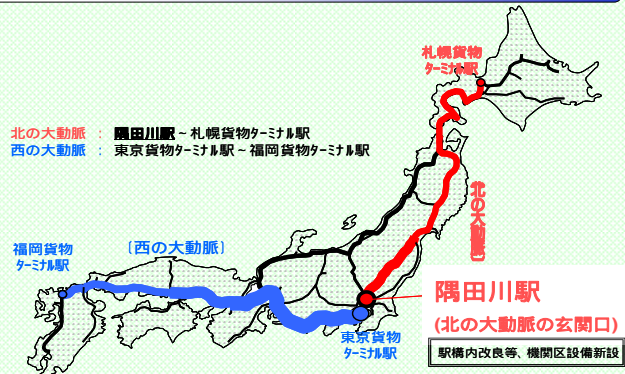 札幌貨物
ターミナル駅
北の大動脈 ： 隅田川駅～札幌貨物ターミナル駅
西の大動脈 ： 東京貨物ターミナル駅～福岡貨物ターミナル駅
北の大動脈
福岡貨物
ターミナル駅
［西の大動脈］
隅田川駅
(北の大動脈の玄関口)
東京貨物
ターミナル駅
駅構内改良等、機関区設備新設